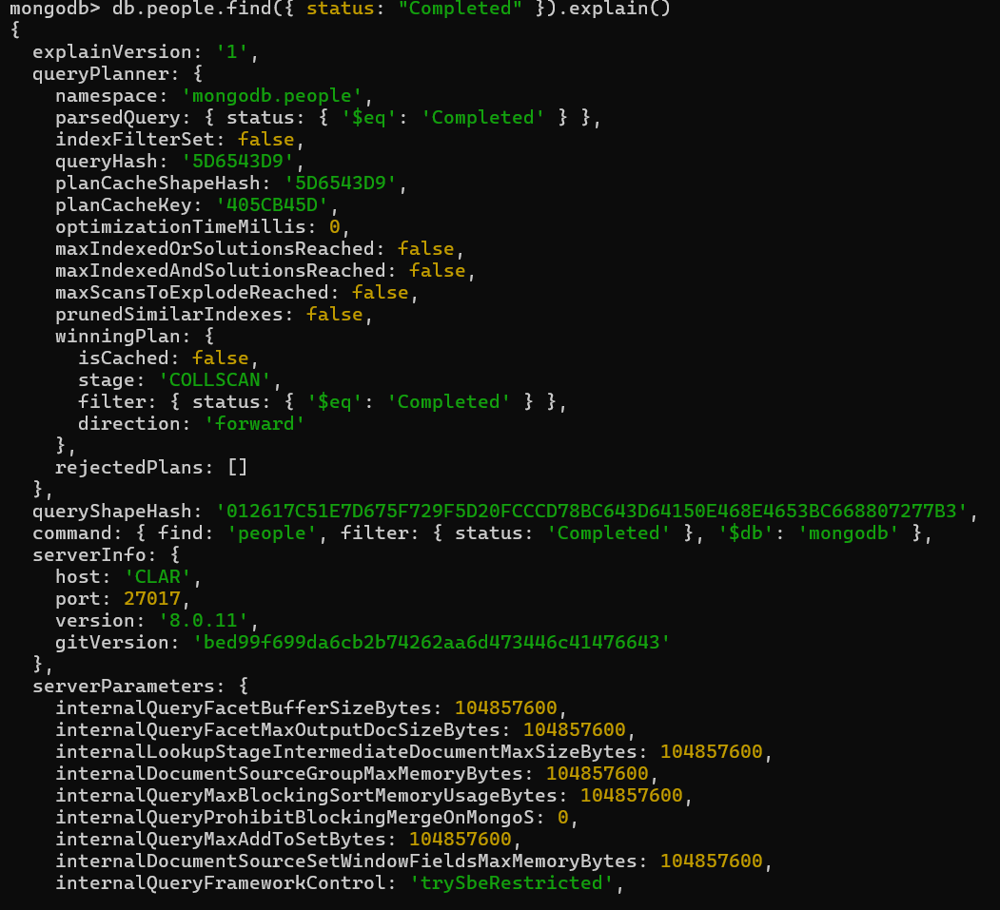 mongodb> db.people.find({ status: "Completed" }).explain()
{
  explainVersion: '1',
  queryPlanner: {
    namespace: 'mongodb.people',
    parsedQuery: { status: { '$eq': 'Completed' } },
    indexFilterSet: false,
    queryHash: '5D6543D9',
    planCacheShapeHash: '5D6543D9',
    planCacheKey: '405CB45D',
    optimizationTimeMillis: 0,
    maxIndexedOrSolutionsReached: false,
    maxIndexedAndSolutionsReached: false,
    maxScansToExplodeReached: false,
    prunedSimilarIndexes: false,
    winningPlan: {
      isCached: false,
      stage: 'COLLSCAN',
      filter: { status: { '$eq': 'Completed' } },
      direction: 'forward'
    },
    rejectedPlans: []
  },
  queryShapeHash: '012617C51E7D675F729F5D20FCCCD78BC643D64150E468E4653BC668807277B3',
  command: { find: 'people', filter: { status: 'Completed' }, '$db': 'mongodb' },
  serverInfo: {
    host: 'CLAR',
    port: 27017,
    version: '8.0.11',
    gitVersion: 'bed99f699da6cb2b74262aa6d473446c41476643'
  },
  serverParameters: {
    internalQueryFacetBufferSizeBytes: 104857600,
    internalQueryFacetMaxOutputDocSizeBytes: 104857600,
    internalLookupStageIntermediateDocumentMaxSizeBytes: 104857600,
    internalDocumentSourceGroupMaxMemoryBytes: 104857600,
    internalQueryMaxBlockingSortMemoryUsageBytes: 104857600,
    internalQueryProhibitBlockingMergeOnMongoS: 0,
    internalQueryMaxAddToSetBytes: 104857600,
    internalDocumentSourceSetWindowFieldsMaxMemoryBytes: 104857600,
    internalQueryFrameworkControl: 'trySbeRestricted',